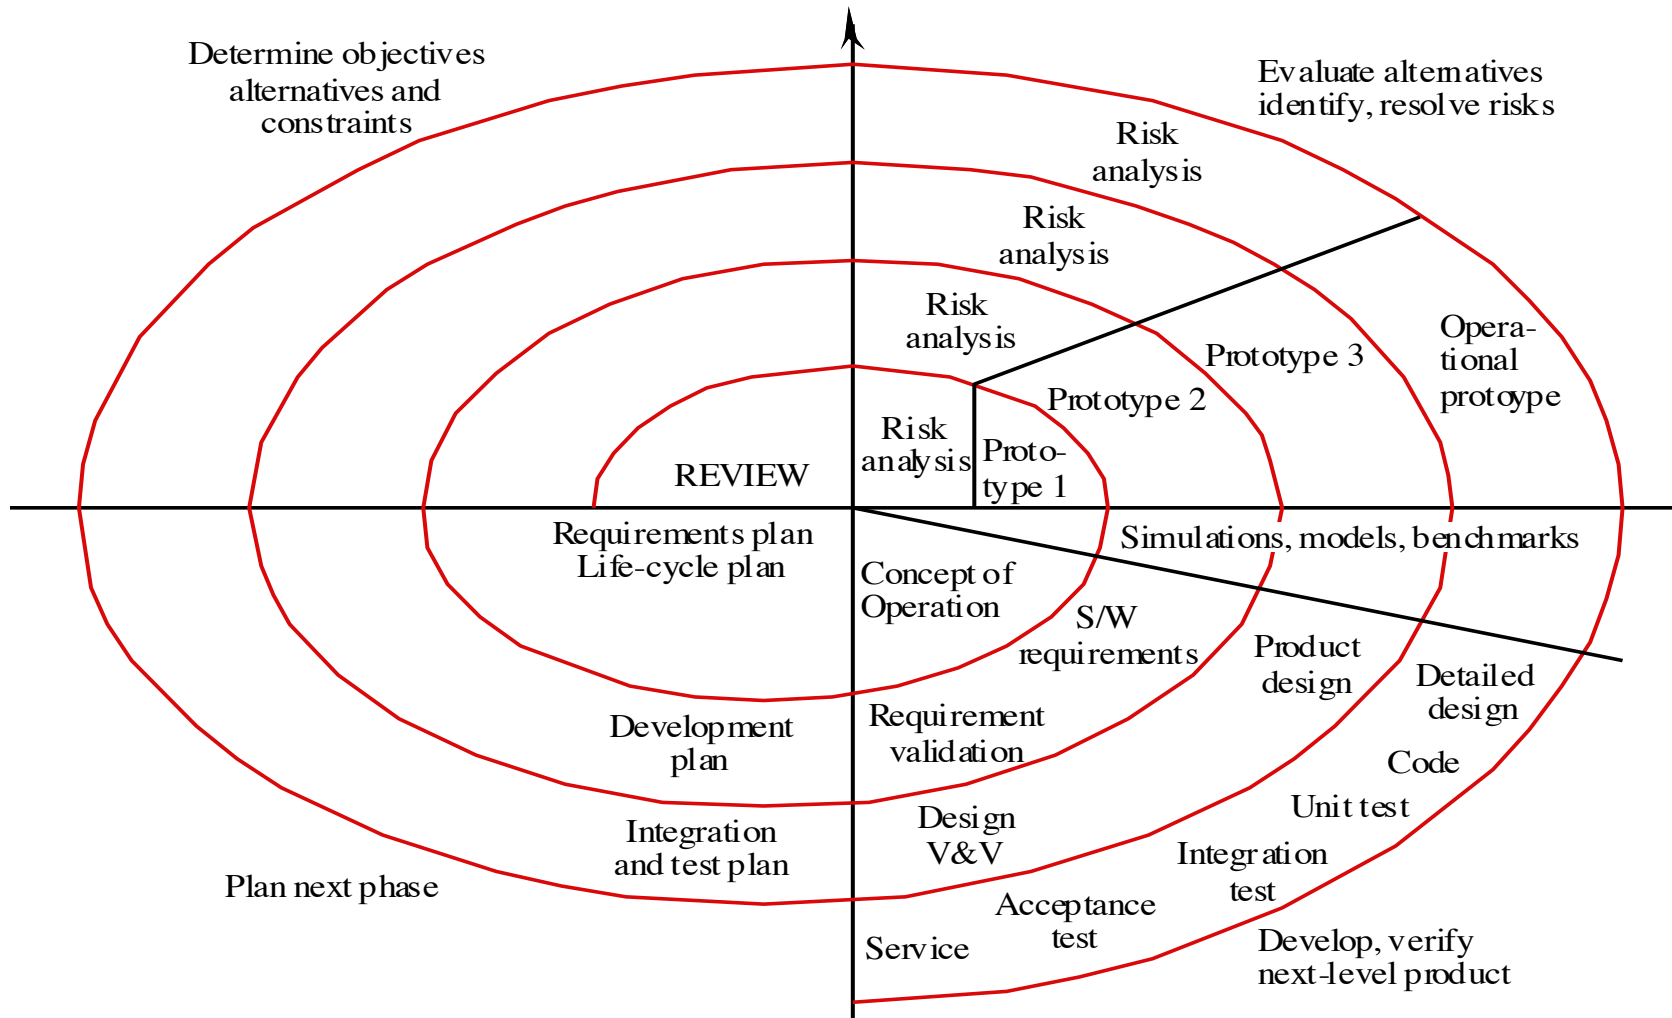 Determine objectives
alternatives and
constraints
Evaluate alternatives
identify, resolve risks
Risk
analysis
Risk
analysis
Risk
analysis
Risk
analysis
Proto-
type 1
Prototype 2
Prototype 3
Opera-
tional
protoype
REVIEW
Requirements plan
Life-cycle plan
Simulations, models, benchmarks
Concept of
Operation
S/W
requirements
Product
design
Detailed
design
Development
plan
Requirement
validation
Code
Unit test
Integration
and test plan
Design
V&V
Integration
test
Plan next phase
Acceptance
test
Service
Develop, verify
next-level product